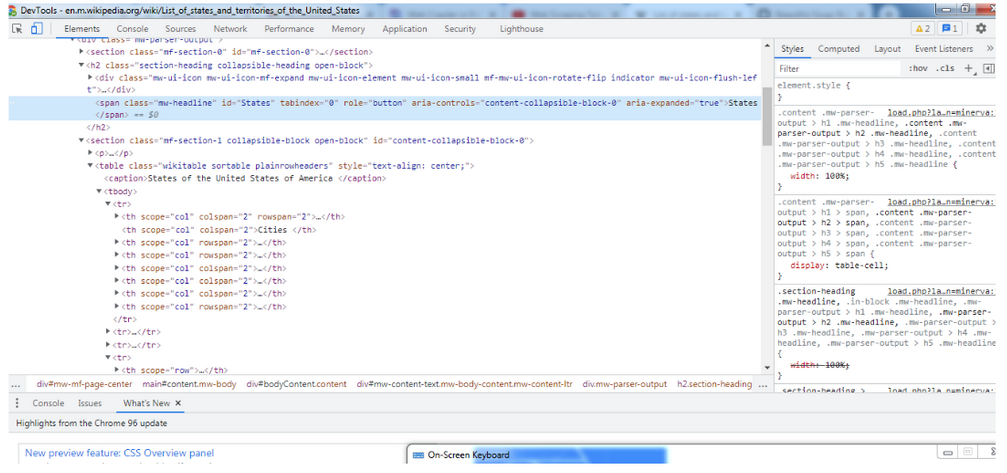 DevTools - en.m.wikipedia.org/wiki/List_of_states_and_territories_of_the_United_States
Elements Console Sources Network Performance Memory Application Security Lighthouse 2 1
<div class="mw-parser-output">
▶<section class="mf-section-0" id="mf-section-0">…</section>
▼<h2 class="section-heading collapsible-heading open-block">
▶<div class="mw-ui-icon mw-ui-icon-mf-expand mw-ui-icon-element mw-ui-icon-small mf-mw-ui-icon-rotate-flip indicator mw-ui-icon-flush-lef
t">…</div>
<span class="mw-headline" id="States" tabindex="0" role="button" aria-controls="content-collapsible-block-0" aria-expanded="true">States
</span> == $0
</h2>
▼<section class="mf-section-1 collapsible-block open-block" id="content-collapsible-block-0">
▶<p>…</p>
▼<table class="wikitable sortable plainrowheaders" style="text-align: center;">
<caption>States of the United States of America </caption>
▼<tbody>
▼<tr>
▶<th scope="col" colspan="2" rowspan="2">…</th>
<th scope="col" colspan="2">Cities </th>
▶<th scope="col" rowspan="2">…</th>
▶<th scope="col" rowspan="2">…</th>
▶<th scope="col" rowspan="2">…</th>
▶<th scope="col" colspan="2">…</th>
▶<th scope="col" rowspan="2">…</th>
</tr>
▶<tr>…</tr>
▶<tr>…</tr>
▼<tr>
▶<th scope="row">…</th>
… div#mw-mf-page-center main#content.mw-body div#bodyContent.content div#mw-content-text.mw-body-content.mw-content-ltr div.mw-parser-output h2.section-heading …
Styles Computed Layout Event Listeners »
Filter :hov .cls +
element.style {
}
.content .mw-parser- load.php?la…n=minerva:
output > h1 .mw-headline, .content .mw-
parser-output > h2 .mw-headline, .content
.mw-parser-output > h3 .mw-headline, .content
.mw-parser-output > h4 .mw-headline, .content
.mw-parser-output > h5 .mw-headline {
width: 100%;
}
.content .mw-parser- load.php?la…n=minerva:
output > h1 > span, .content .mw-parser-
output > h2 > span, .content .mw-parser-
output > h3 > span, .content .mw-parser-
output > h4 > span, .content .mw-parser-
output > h5 > span {
display: table-cell;
}
.section-heading load.php?la…n=minerva:
.mw-headline, .in-block .mw-headline, .mw-
parser-output > h1 .mw-headline, .mw-parser-
output > h2 .mw-headline, .mw-parser-output >
h3 .mw-headline, .mw-parser-output > h4 .mw-
headline, .mw-parser-output > h5 .mw-headline
{
width: 100%;
}
.section-heading > load.php?la…n=minerva:
Console Issues What's New ×
Highlights from the Chrome 96 update
New preview feature: CSS Overview panel
On-Screen Keyboard